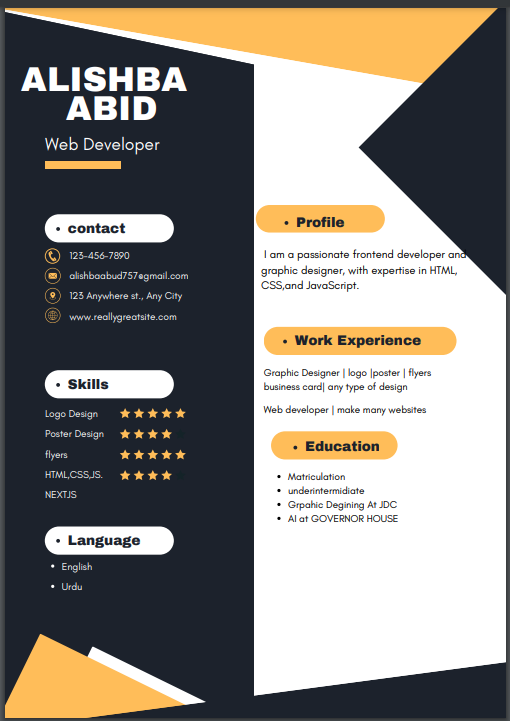 ALISHBA
ABID
Web Developer
• contact
123-456-7890
alishbaabud757@gmail.com
123 Anywhere st., Any City
www.reallygreatsite.com
• Skills
Logo Design
Poster Design
flyers
HTML,CSS,JS.
NEXTJS
• Language
• English
• Urdu
• Profile
I am a passionate frontend developer and
graphic designer, with expertise in HTML,
CSS,and JavaScript.
• Work Experience
Graphic Designer | logo |poster | flyers
business card| any type of design
Web developer | make many websites
• Education
• Matriculation
• underintermidiate
• Grpahic Degining At JDC
• AI at GOVERNOR HOUSE